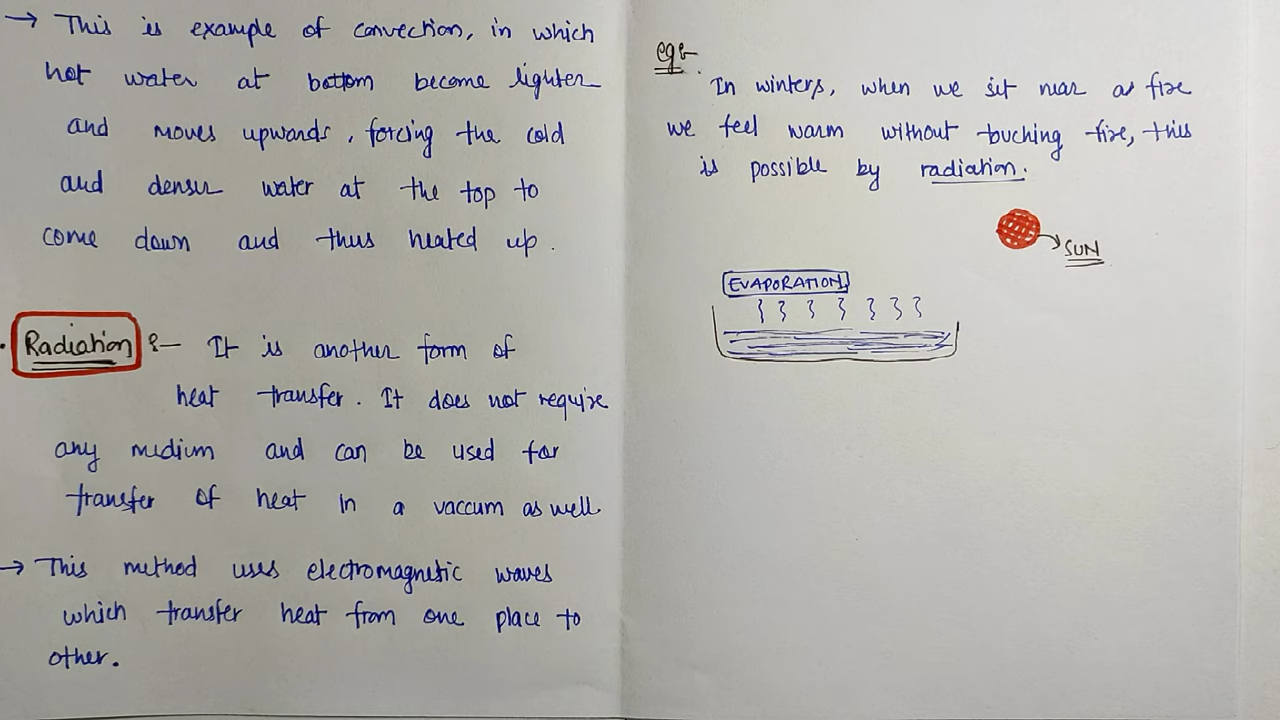 → This is example of convection, in which
hot water at bottom become lighter
and moves upwards, forcing the cold
and denser water at the top to
come down and thus heated up.
• Radiation :- It is another form of
heat transfer. It does not require
any medium and can be used for
transfer of heat in a vaccum as well.
→ This method uses electromagnetic waves
which transfer heat from one place to
other.
eg:-
In winters, when we sit near a fire
we feel warm without touching fire, this
is possible by radiation.
SUN
EVAPORATION